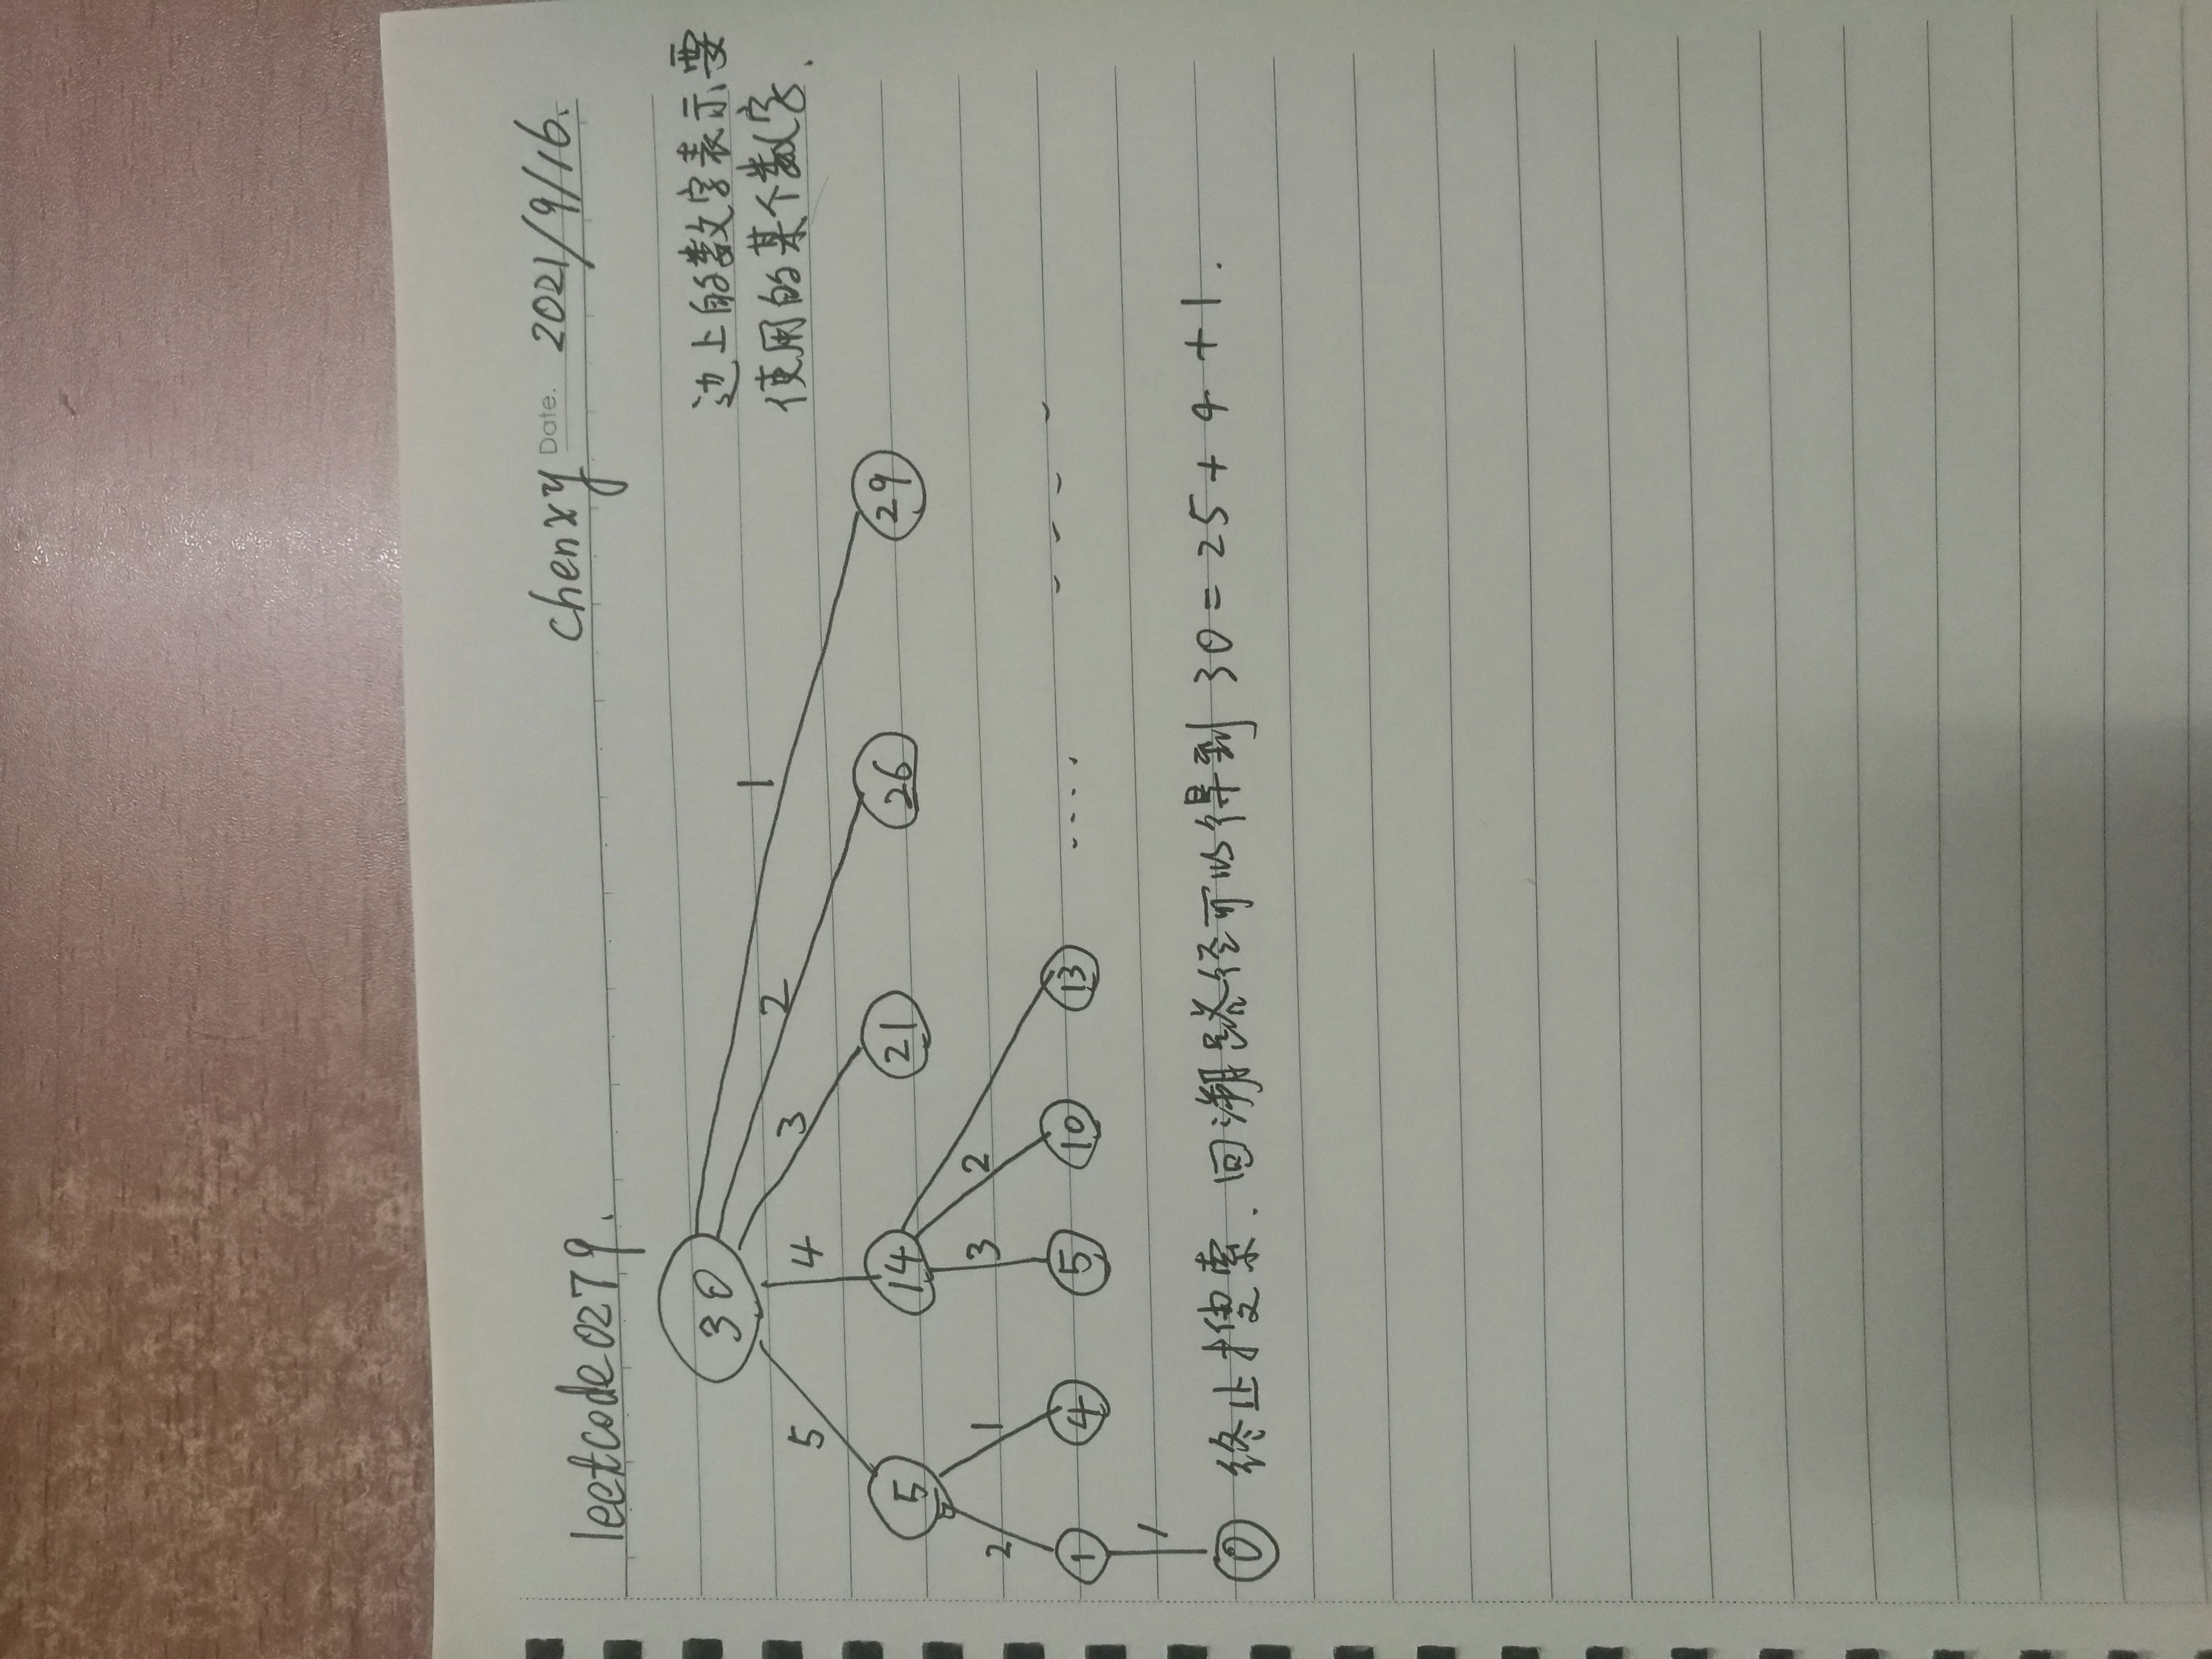 leetcode0279.
chenxy Date. 2021/9/16.
30
边上的数字表示要
使用的某个数字.
5 4 3 2 1
5 14 21 26 29
2 1 3 2
1 4 5 10 13 .... ----
1
0 终止搜索. 回溯路径可以得到 30 = 25 + 4 + 1.